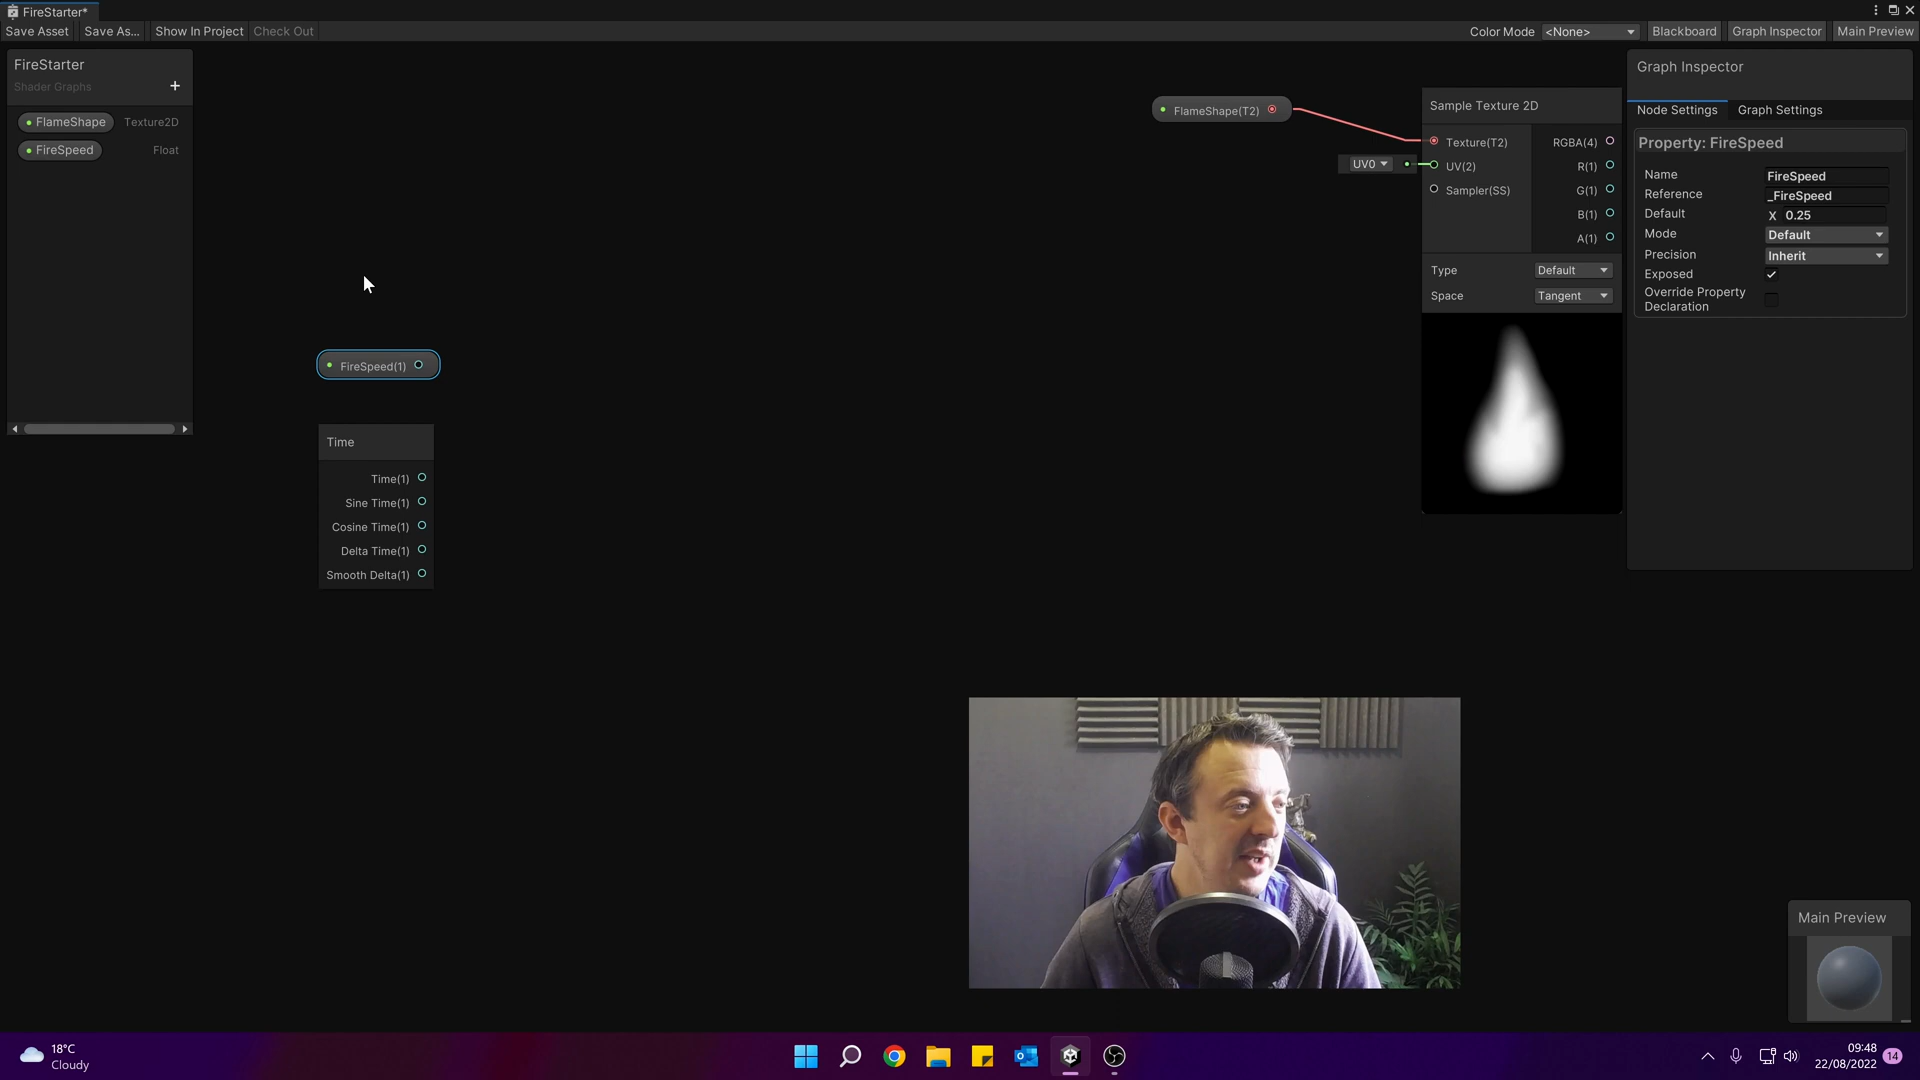 FireStarter*
Save Asset Save As... Show In Project Check Out Color Mode <None> Blackboard Graph Inspector Main Preview
FireStarter
Shader Graphs
+
FlameShape Texture2D
FireSpeed Float
FlameShape(T2)
Sample Texture 2D
Texture(T2) RGBA(4)
UV0 UV(2) R(1)
Sampler(SS) G(1)
B(1)
A(1)
Type Default
Space Tangent
Graph Inspector
Node Settings Graph Settings
Property: FireSpeed
Name FireSpeed
Reference _FireSpeed
Default X 0.25
Mode Default
Precision Inherit
Exposed
Override Property
Declaration
FireSpeed(1)
Time
Time(1)
Sine Time(1)
Cosine Time(1)
Delta Time(1)
Smooth Delta(1)
Main Preview
18°C
Cloudy
09:48
22/08/2022
14